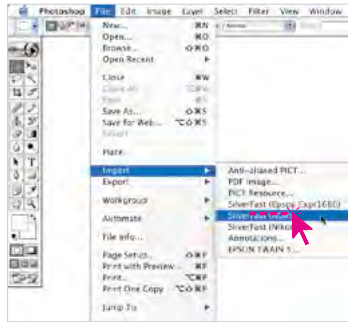 Photoshop File Edit Image Layer Select Filter View Window
New... ⌘N
Open... ⌘O
Browse... ⇧⌘O
Open Recent
Close ⌘W
Close All
Save
Save As... ⇧⌘S
Save for Web... ⌥⇧⌘S
Revert
Place...
Import
Export
Workgroup
Automate
File Info...
Page Setup... ⇧⌘P
Print with Preview... ⌘P
Print...
Print One Copy
Jump To
Anti-aliased PICT...
PDF Image...
PICT Resource...
SilverFast (Epson Expr1680)
SilverFast
SilverFast (Nikon
Annotations...
EPSON TWAIN 5...